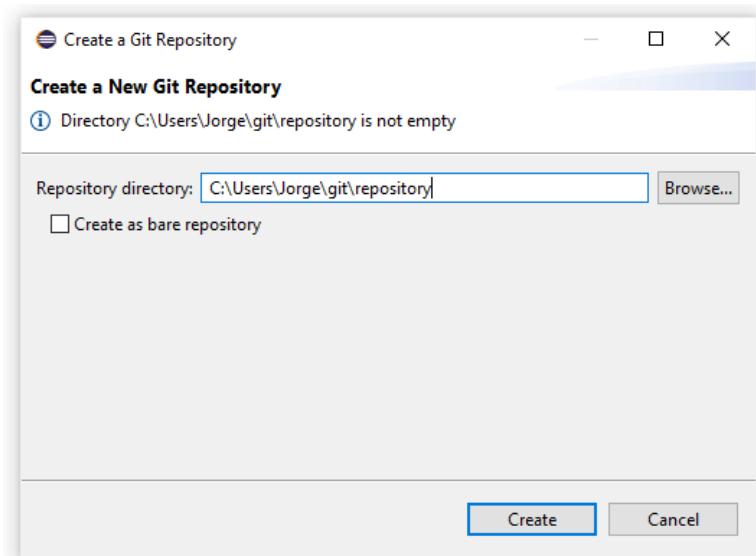 Create a Git Repository
Create a New Git Repository
Directory C:\Users\Jorge\git\repository is not empty
Repository directory: C:\Users\Jorge\git\repository Browse...
Create as bare repository
Create Cancel